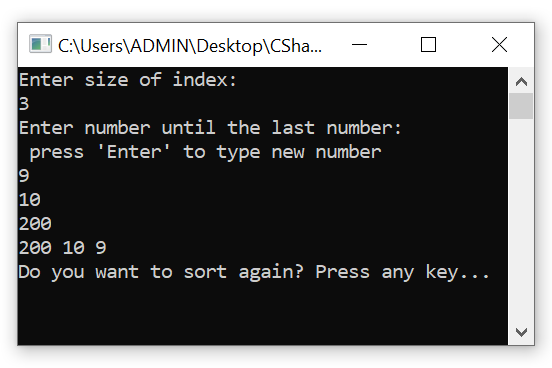 C:\Users\ADMIN\Desktop\CSha...
Enter size of index:
3
Enter number until the last number:
 press 'Enter' to type new number
9
10
200
200 10 9
Do you want to sort again? Press any key...